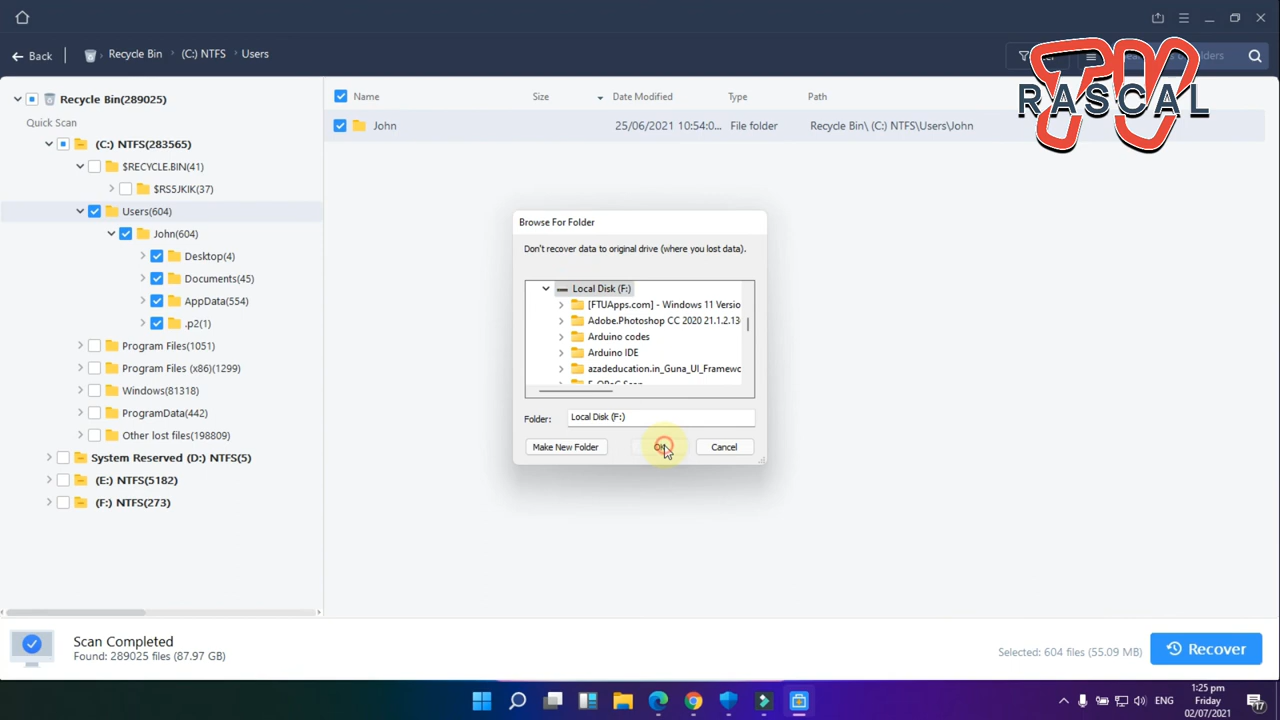 Back
Recycle Bin
(C:) NTFS
Users
RASCAL
Recycle Bin(289025)
Quick Scan
(C:) NTFS(283565)
$RECYCLE.BIN(41)
$RS5JKIK(37)
Users(604)
John(604)
Desktop(4)
Documents(45)
AppData(554)
.p2(1)
Program Files(1051)
Program Files (x86)(1299)
Windows(81318)
ProgramData(442)
Other lost files(198809)
System Reserved (D:) NTFS(5)
(E:) NTFS(5182)
(F:) NTFS(273)
Name Size Date Modified Type Path
John 25/06/2021 10:54:0... File folder Recycle Bin\ (C:) NTFS\Users\John
Browse For Folder
Don't recover data to original drive (where you lost data).
Local Disk (F:)
[FTUApps.com] - Windows 11 Versio
Adobe.Photoshop CC 2020 21.1.2.13
Arduino codes
Arduino IDE
azadeducation.in_Guna_UI_Framewo
Folder: Local Disk (F:)
Make New Folder
OK
Cancel
Scan Completed
Found: 289025 files (87.97 GB)
Selected: 604 files (55.09 MB)
Recover
ENG
1:25 pm
Friday
02/07/2021
17